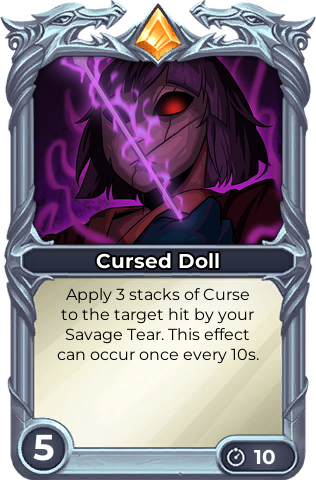 Cursed Doll
Apply 3 stacks of Curse
to the target hit by your
Savage Tear. This effect
can occur once every 10s.
5
10